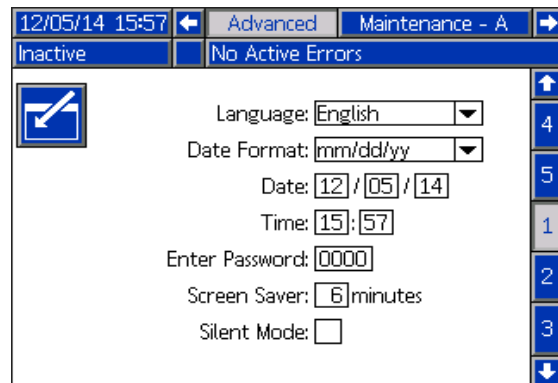 12/05/14 15:57 Advanced Maintenance - A
Inactive No Active Errors
Language: English
Date Format: mm/dd/yy
Date: 12 / 05 / 14
Time: 15:57
Enter Password: 0000
Screen Saver: 6 minutes
Silent Mode:
4
5
1
2
3